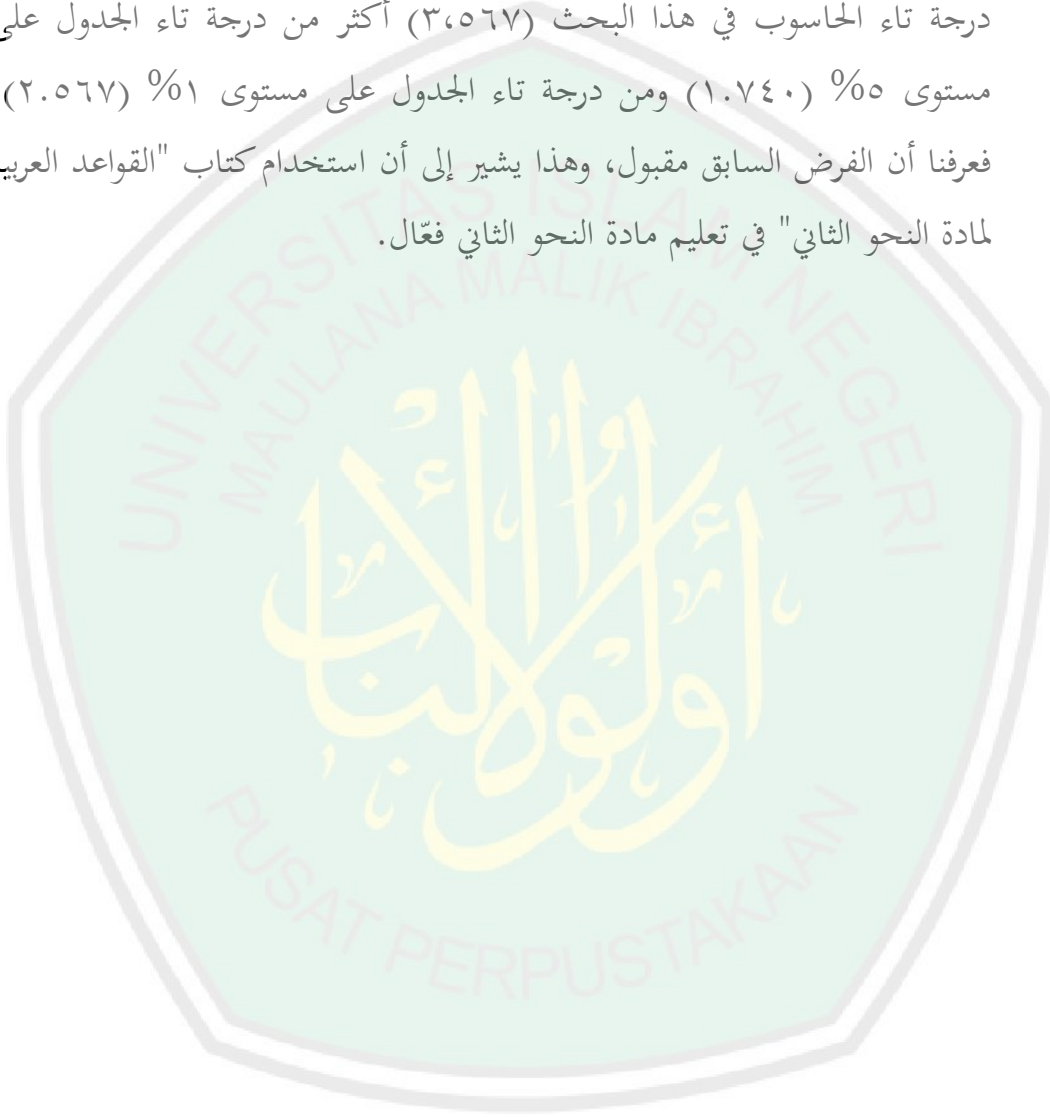 درجة تاء الحاسوب في هذا البحث (٣،٥٦٧) أكثر من درجة تاء الجدول على
مستوى ٥% (١.٧٤٠) ومن درجة تاء الجدول على مستوى ١% (٢.٥٦٧)
فعرفنا أن الفرض السابق مقبول، وهذا يشير إلى أن استخدام كتاب "القواعد
لمادة النحو الثاني" في تعليم مادة النحو الثاني فعّال.
UNIVERSITAS ISLAM NEGERI
MAULANA MALIK IBRAHIM
PUSAT PERPUSTAKAAN